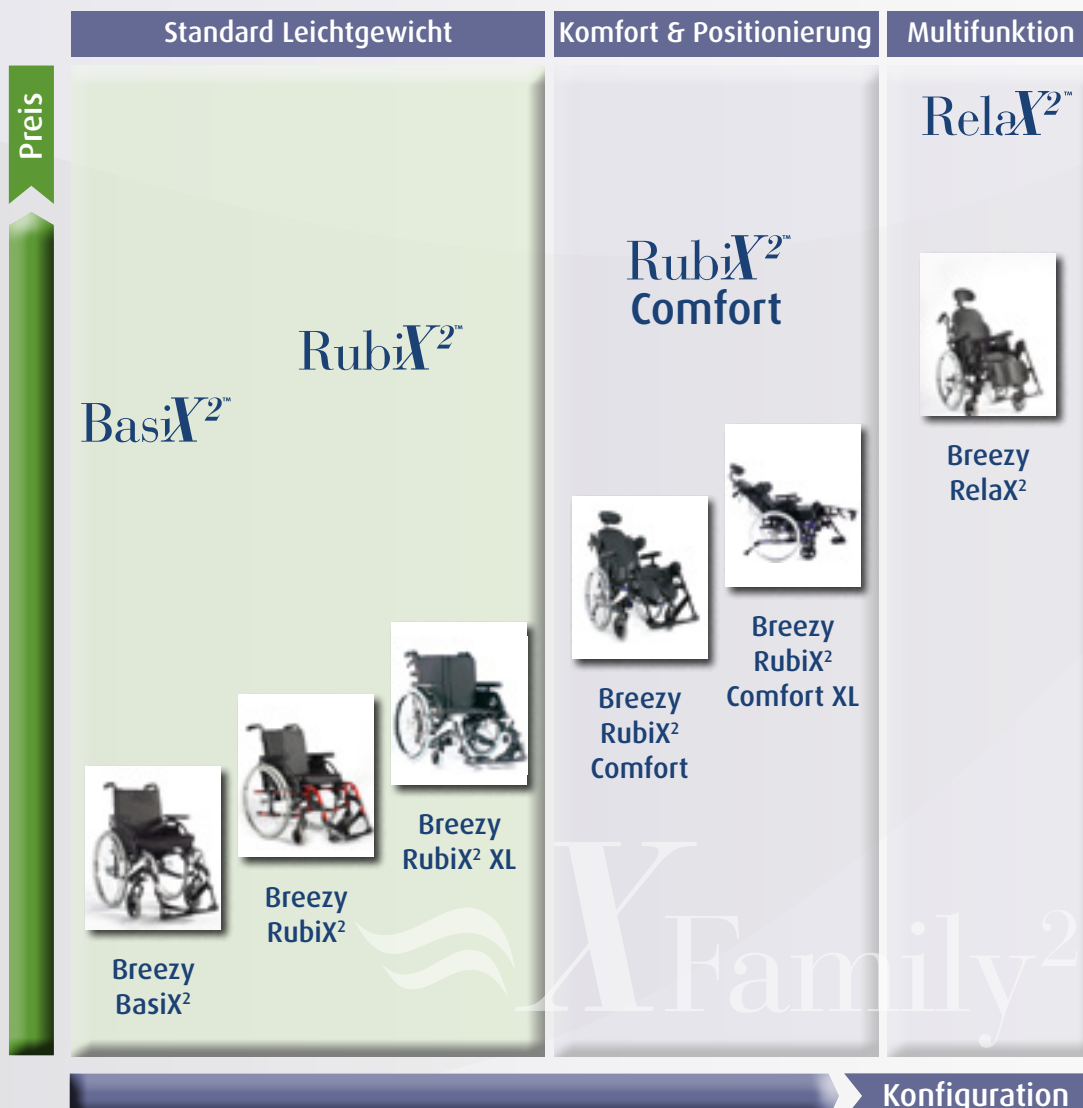 Standard Leichtgewicht
Komfort & Positionierung
Multifunktion
Preis
RelaX²™
RubiX²™
Comfort
RubiX²™
BasiX²™
Breezy
RelaX²
Breezy
RubiX²
Comfort XL
Breezy
RubiX²
Comfort
Breezy
RubiX² XL
Breezy
RubiX²
Breezy
BasiX²
XFamily²
Konfiguration